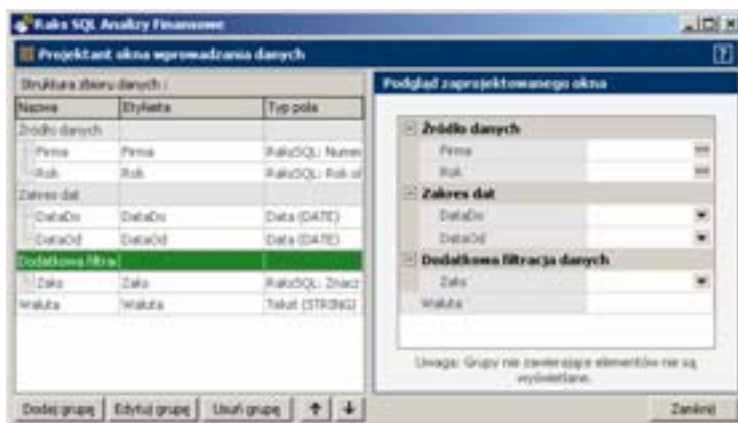 Raks SQL Analizy Finansowe
Projektant okna wprowadzania danych
Struktura zbioru danych :
Nazwa Etykieta Typ pola
Źródło danych
Firma Firma RaksSQL: Numer
Rok Rok RaksSQL: Rok
Zakres dat
DataDo DataDo Data (DATE)
DataOd DataOd Data (DATE)
Dodatkowa filtrac
Zaks Zaks RaksSQL: Znacz
Waluta Waluta Tekst (STRING)
Dodaj grupę Edytuj grupę Usuń grupę
Podgląd zaprojektowanego okna
Źródło danych
Firma
Rok
Zakres dat
DataDo
DataOd
Dodatkowa filtracja danych
Zaks
Waluta
Uwaga: Grupy nie zawierające elementów nie są
wyświetlane.
Zamknij